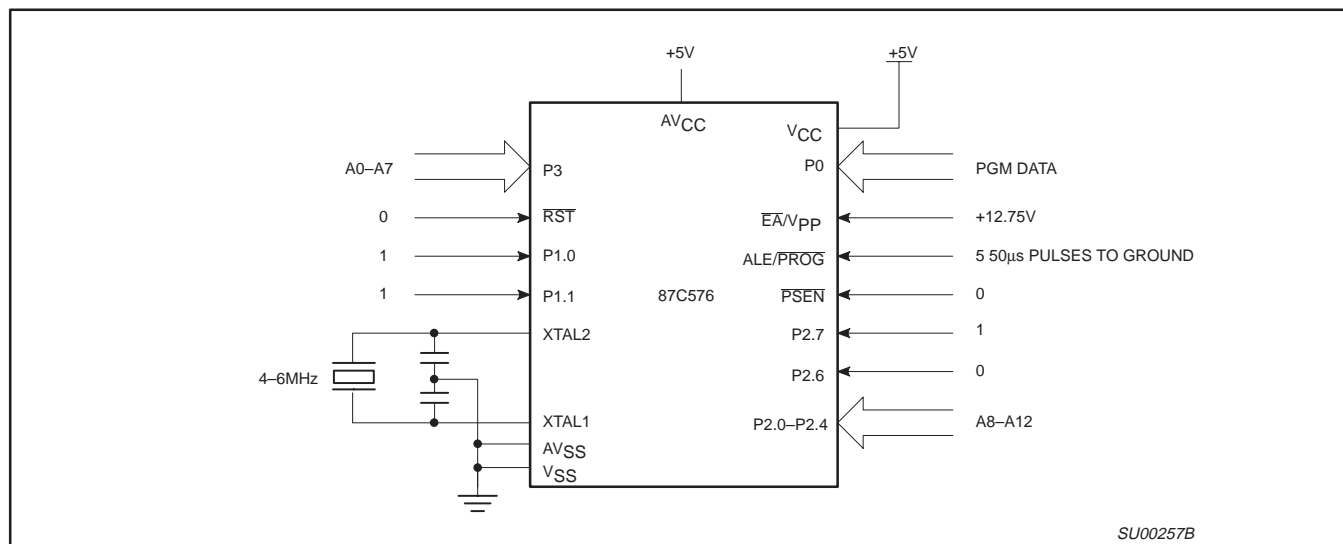 +5V
+5V
AVCC
VCC
A0–A7
P3
P0
PGM DATA
0
RST
EA/VPP
+12.75V
1
P1.0
ALE/PROG
5 50µs PULSES TO GROUND
1
P1.1
87C576
PSEN
0
XTAL2
P2.7
1
4–6MHz
P2.6
0
XTAL1
P2.0–P2.4
A8–A12
AVSS
VSS
SU00257B